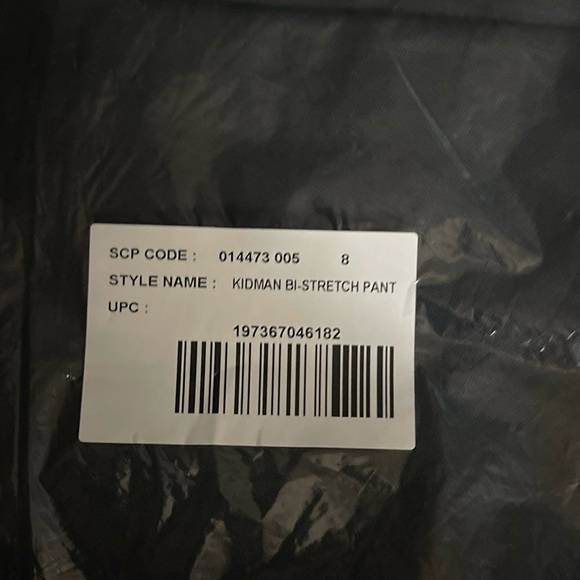 SCP CODE : 014473 005 8
STYLE NAME : KIDMAN BI-STRETCH PANT
UPC :
197367046182